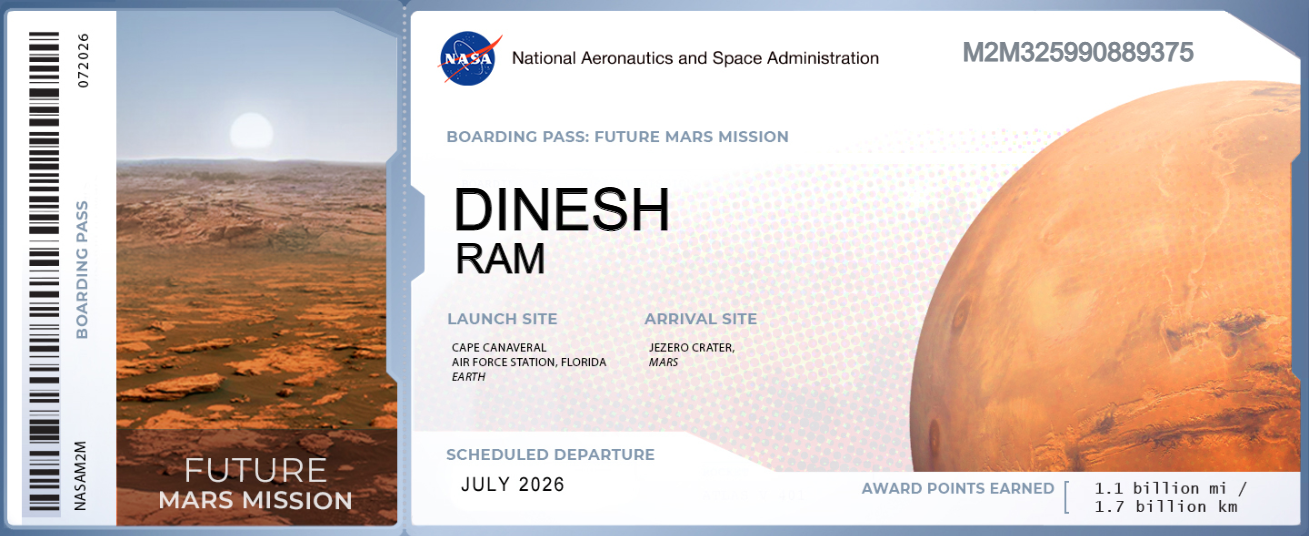 072026
BOARDING PASS
NASAM2M
FUTURE
MARS MISSION
NASA
National Aeronautics and Space Administration
M2M325990889375
BOARDING PASS: FUTURE MARS MISSION
DINESH
RAM
LAUNCH SITE
CAPE CANAVERAL
AIR FORCE STATION, FLORIDA
EARTH
ARRIVAL SITE
JEZERO CRATER,
MARS
SCHEDULED DEPARTURE
JULY 2026
AWARD POINTS EARNED
1.1 billion mi /
1.7 billion km